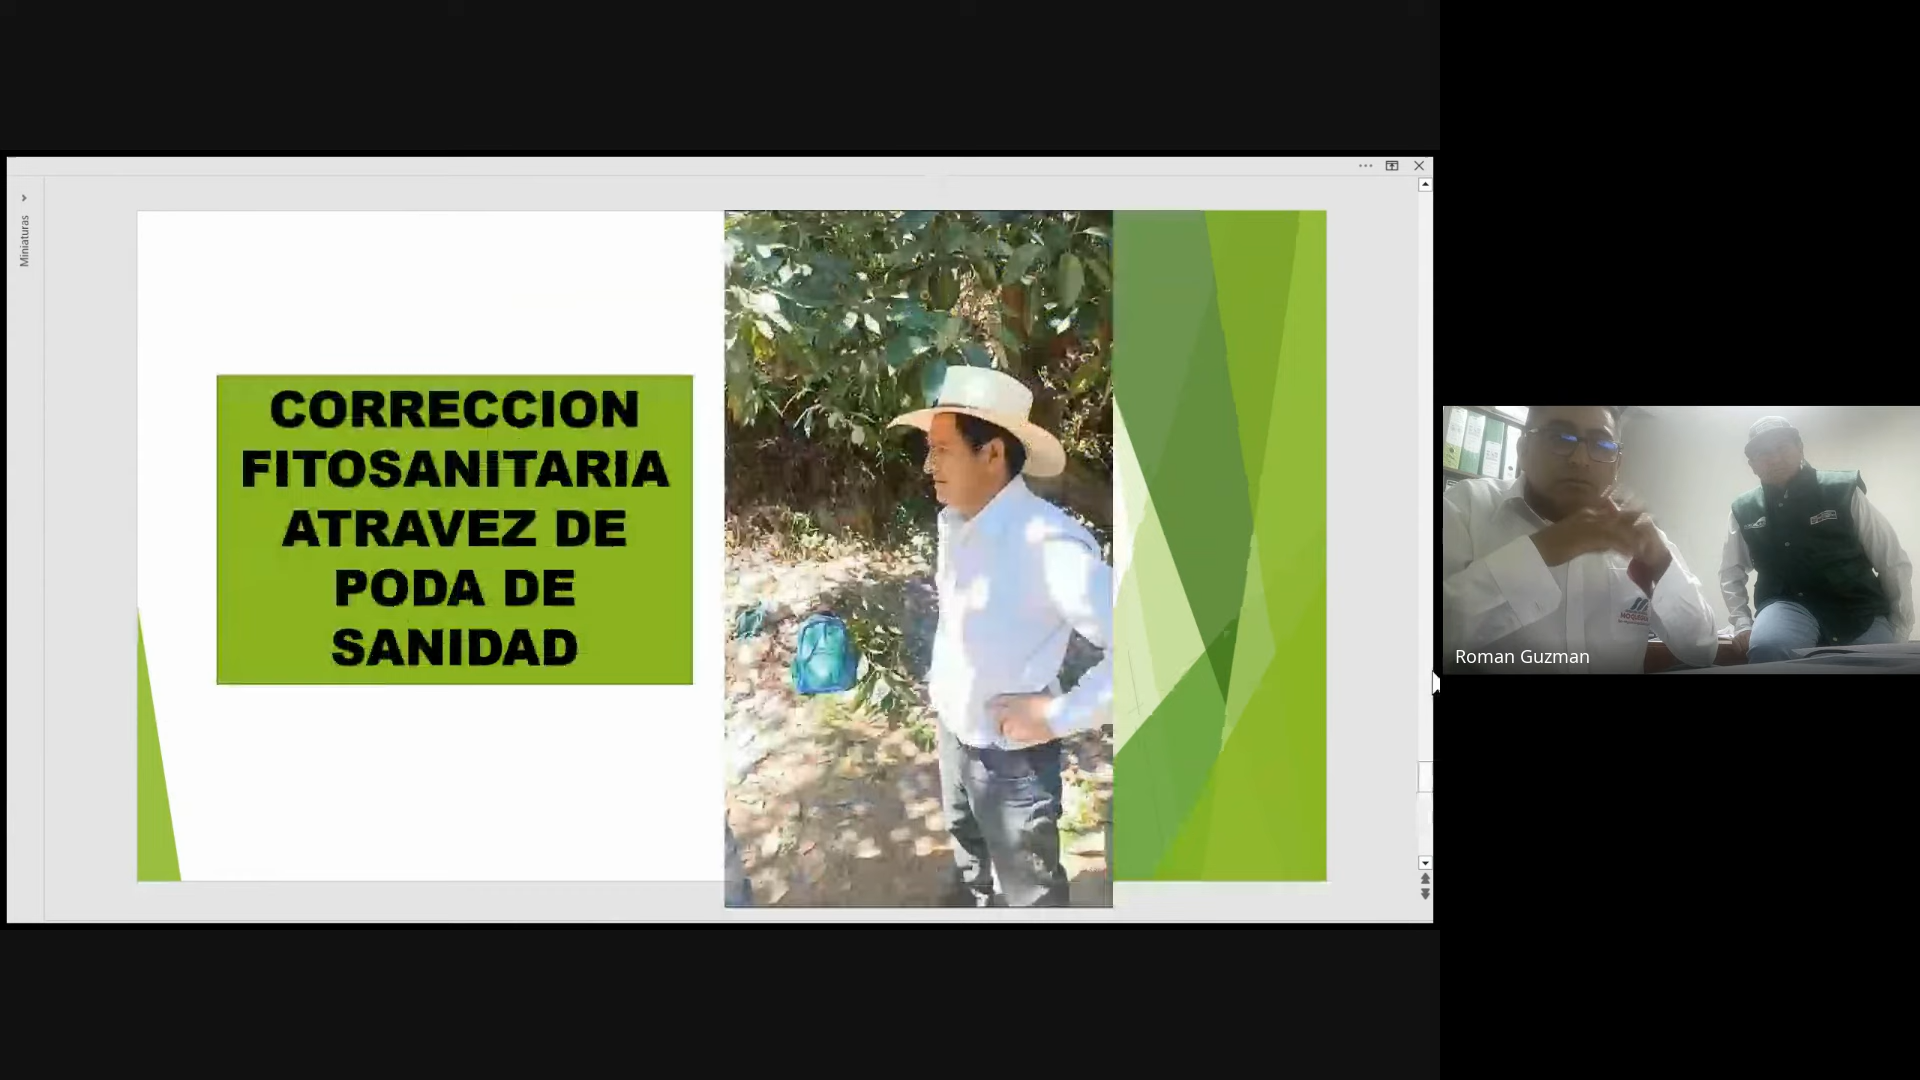 Miniaturas
CORRECCION
FITOSANITARIA
ATRAVEZ DE
PODA DE
SANIDAD
Roman Guzman